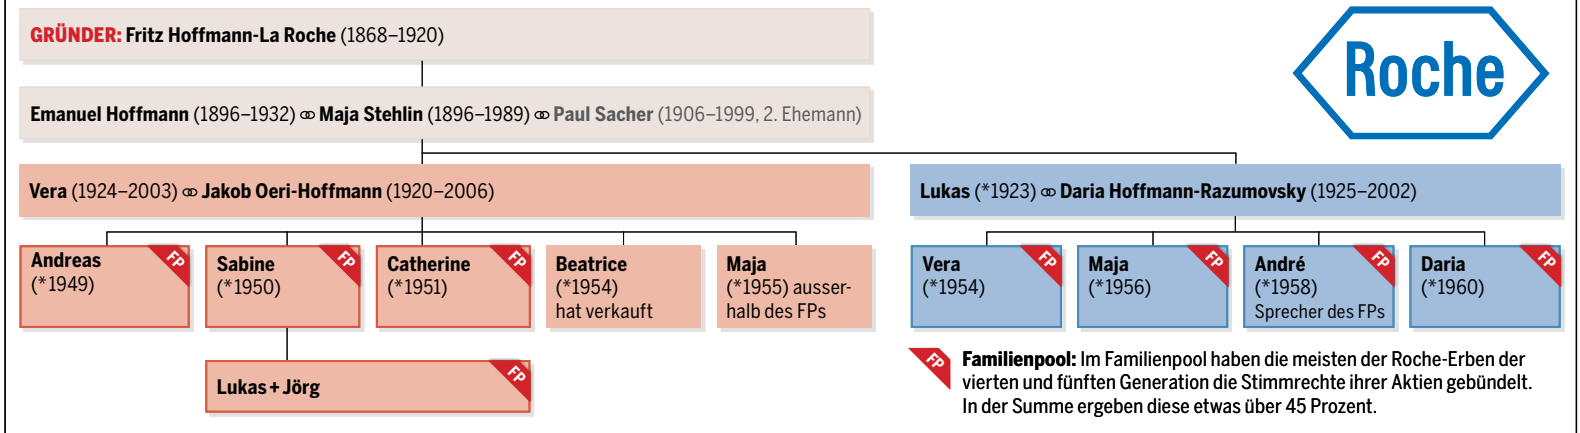 GRÜNDER: Fritz Hoffmann-La Roche (1868–1920)
Roche
Emanuel Hoffmann (1896–1932) ⚭ Maja Stehlin (1896–1989) ⚭ Paul Sacher (1906–1999, 2. Ehemann)
Vera (1924–2003) ⚭ Jakob Oeri-Hoffmann (1920–2006)
Lukas (*1923) ⚭ Daria Hoffmann-Razumovsky (1925–2002)
Andreas
(*1949)
FP
Sabine
(*1950)
FP
Catherine
(*1951)
FP
Beatrice
(*1954)
hat verkauft
Maja
(*1955) ausser-
halb des FPs
Vera
(*1954)
FP
Maja
(*1956)
FP
André
(*1958)
Sprecher des FPs
FP
Daria
(*1960)
FP
Lukas + Jörg
FP
FP
Familienpool: Im Familienpool haben die meisten der Roche-Erben der
vierten und fünften Generation die Stimmrechte ihrer Aktien gebündelt.
In der Summe ergeben diese etwas über 45 Prozent.